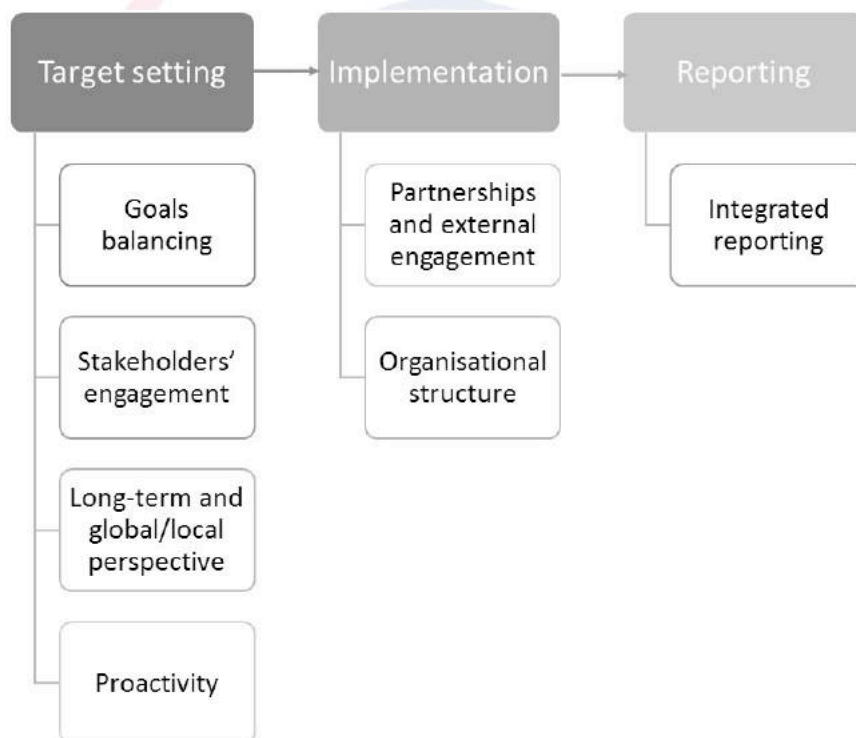 Target setting
Implementation
Reporting
Goals
balancing
Stakeholders’
engagement
Long-term and
global/local
perspective
Proactivity
Partnerships
and external
engagement
Organisational
structure
Integrated
reporting